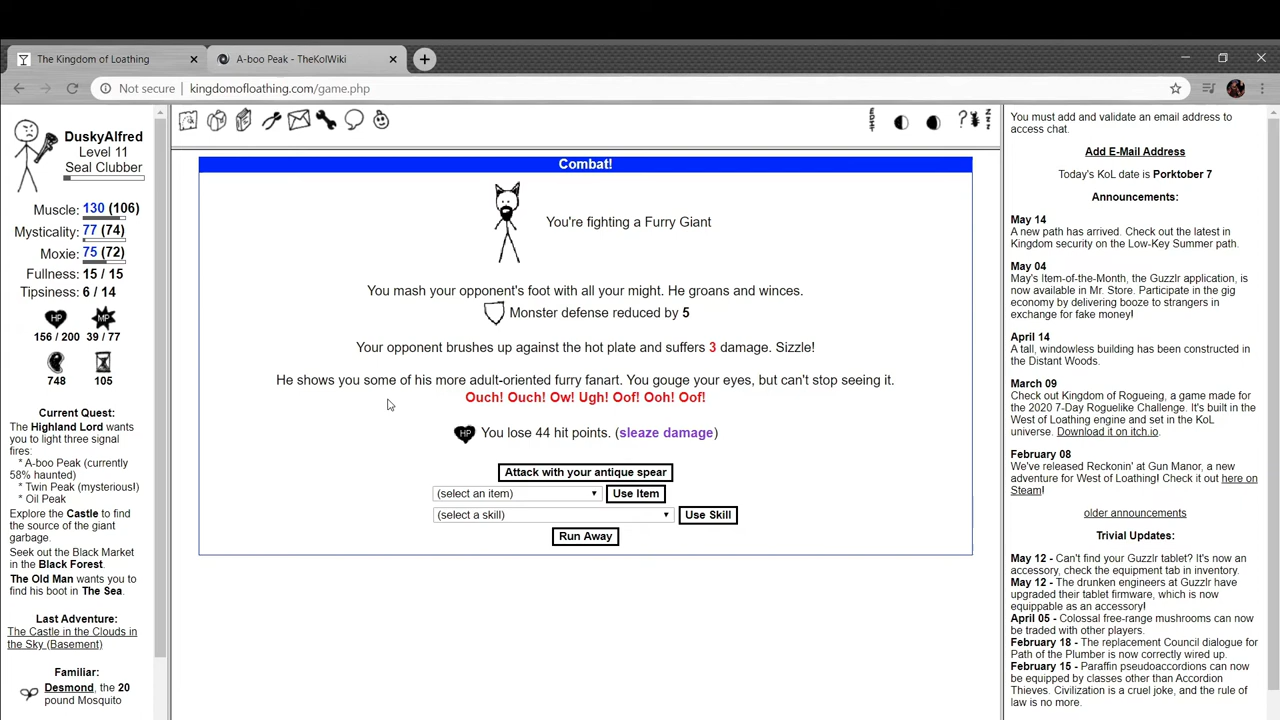 The Kingdom of Loathing
A-boo Peak - TheKolWiki
Not secure
kingdomofloathing.com/game.php
DuskyAlfred
Level 11
Seal Clubber
Muscle: 130 (106)
Mysticality: 77 (74)
Moxie: 75 (72)
Fullness: 15 / 15
Tipsiness: 6 / 14
HP MP
156 / 200 39 / 77
748 105
Current Quest:
The Highland Lord wants
you to light three signal
fires:
* A-boo Peak (currently
58% haunted)
* Twin Peak (mysterious!)
* Oil Peak
Explore the Castle to find
the source of the giant
garbage.
Seek out the Black Market
in the Black Forest.
The Old Man wants you to
find his boot in The Sea.
Last Adventure:
The Castle in the Clouds in
the Sky (Basement)
Familiar:
Desmond, the 20
pound Mosquito
EDIT
?
ZZZ
Combat!
You're fighting a Furry Giant
You mash your opponent's foot with all your might. He groans and winces.
Monster defense reduced by 5
Your opponent brushes up against the hot plate and suffers 3 damage. Sizzle!
He shows you some of his more adult-oriented furry fanart. You gouge your eyes, but can't stop seeing it.
Ouch! Ouch! Ow! Ugh! Oof! Ooh! Oof!
HP You lose 44 hit points. (sleaze damage)
Attack with your antique spear
(select an item) Use Item
(select a skill) Use Skill
Run Away
You must add and validate an email address to
access chat.
Add E-Mail Address
Today's KoL date is Porktober 7
Announcements:
May 14
A new path has arrived. Check out the latest in
Kingdom security on the Low-Key Summer path.
May 04
May's Item-of-the-Month, the Guzzlr application, is
now available in Mr. Store. Participate in the gig
economy by delivering booze to strangers in
exchange for fake money!
April 14
A tall, windowless building has been constructed in
the Distant Woods.
March 09
Check out Kingdom of Rogueing, a game made for
the 2020 7-Day Roguelike Challenge. It's built in the
West of Loathing engine and set in the KoL
universe. Download it on itch.io.
February 08
We've released Reckonin' at Gun Manor, a new
adventure for West of Loathing! Check it out here on
Steam!
older announcements
Trivial Updates:
May 12 - Can't find your Guzzlr tablet? It's now an
accessory, check the equipment tab in inventory.
May 12 - The drunken engineers at Guzzlr have
upgraded their tablet firmware, which is now
equippable as an accessory!
April 05 - Colossal free-range mushrooms can now
be traded with other players.
February 18 - The replacement Council dialogue for
Path of the Plumber is now correctly wired up.
February 15 - Paraffin pseudoaccordions can now
be equipped by classes other than Accordion
Thieves. Civilization is a cruel joke, and the rule of
law is no more.